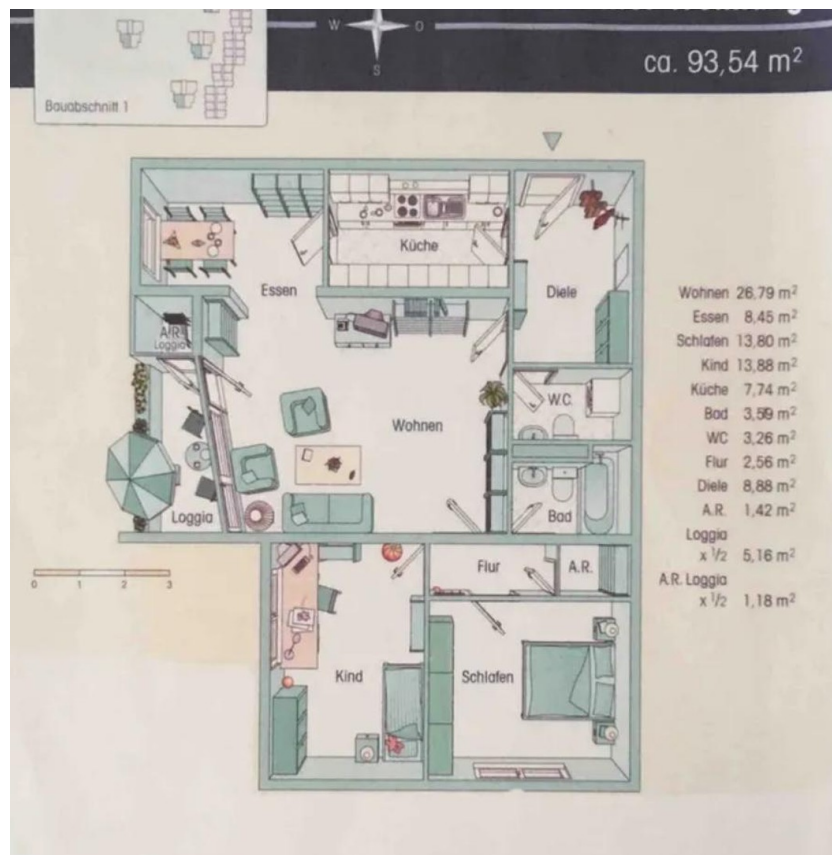 W O
S
ca. 93,54 m²
Bauabschnitt 1
Küche
Essen
Diele
A.R.
Loggia
W.C.
Wohnen
Loggia
Bad
Flur
A.R.
Kind
Schlafen
0 1 2 3
Wohnen 26,79 m²
Essen 8,45 m²
Schlafen 13,80 m²
Kind 13,88 m²
Küche 7,74 m²
Bad 3,59 m²
WC 3,26 m²
Flur 2,56 m²
Diele 8,88 m²
A.R. 1,42 m²
Loggia
x 1/2 5,16 m²
A.R. Loggia
x 1/2 1,18 m²